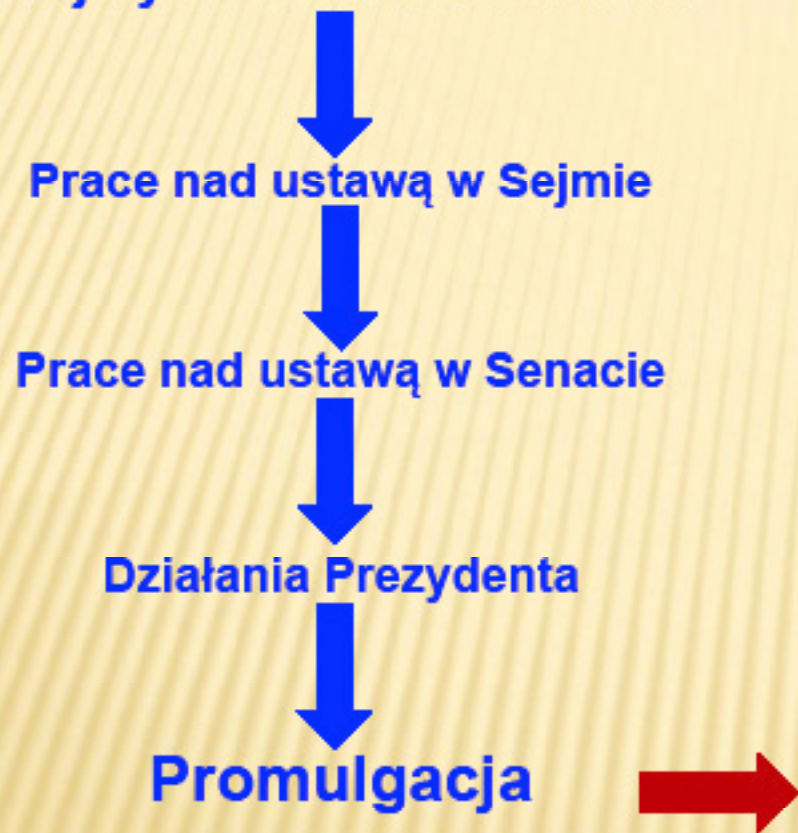 Prace nad ustawą w Sejmie
Prace nad ustawą w Senacie
Działania Prezydenta
Promulgacja